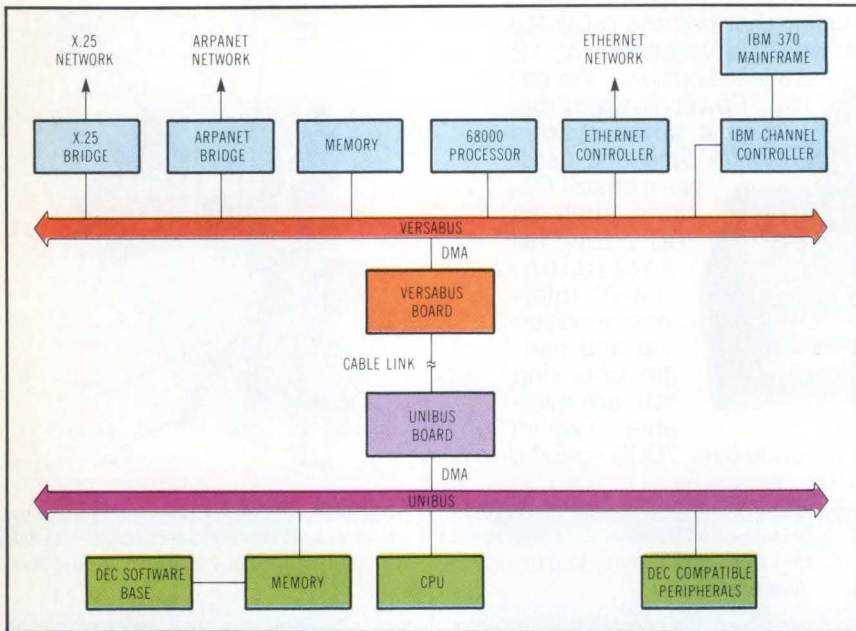 X.25
NETWORK
ARPANET
NETWORK
ETHERNET
NETWORK
IBM 370
MAINFRAME
X.25
BRIDGE
ARPANET
BRIDGE
MEMORY
68000
PROCESSOR
ETHERNET
CONTROLLER
IBM CHANNEL
CONTROLLER
VERSABUS
DMA
VERSABUS
BOARD
CABLE LINK
UNIBUS
BOARD
DMA
UNIBUS
DEC SOFTWARE
BASE
MEMORY
CPU
DEC COMPATIBLE
PERIPHERALS